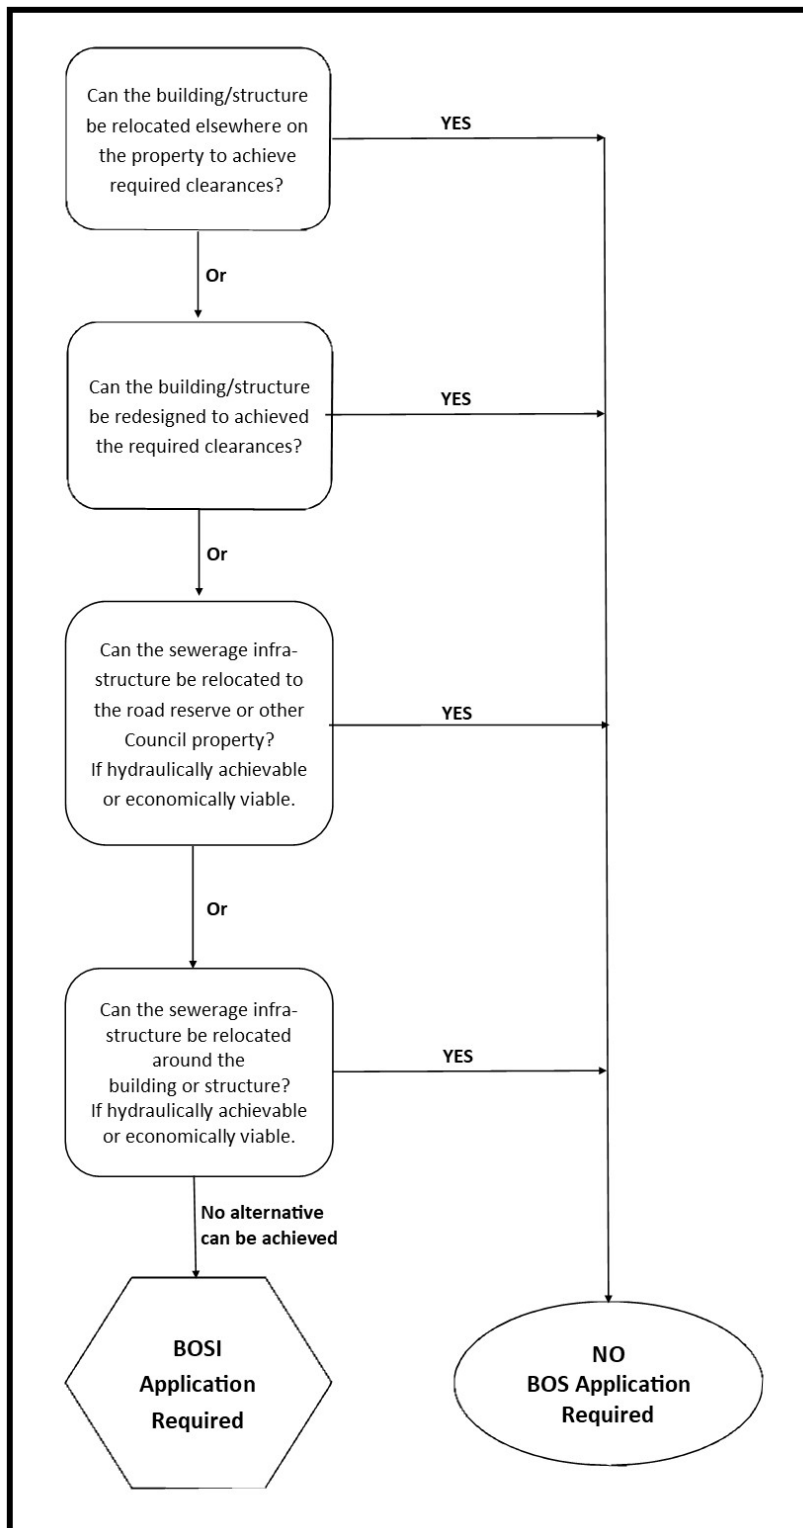 Can the building/structure
be relocated elsewhere on
the property to achieve
required clearances?
YES
Or
Can the building/structure
be redesigned to achieved
the required clearances?
YES
Or
Can the sewerage infra-
structure be relocated to
the road reserve or other
Council property?
If hydraulically achievable
or economically viable.
YES
Or
Can the sewerage infra-
structure be relocated
around the
building or structure?
If hydraulically achievable
or economically viable.
YES
No alternative
can be achieved
BOSI
Application
Required
NO
BOS Application
Required